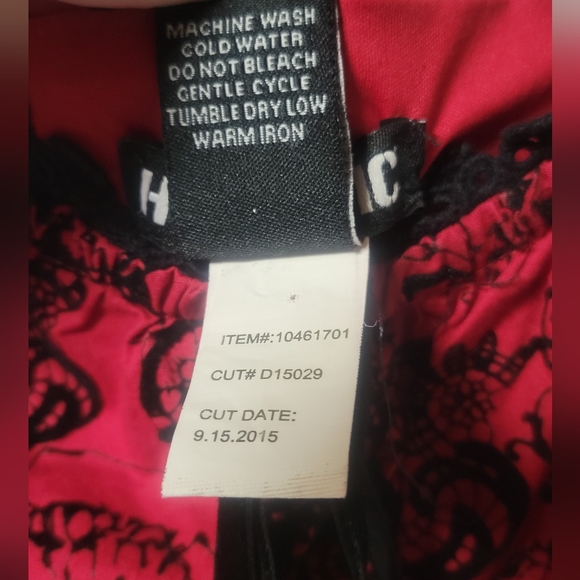 MACHINE WASH
COLD WATER
DO NOT BLEACH
GENTLE CYCLE
TUMBLE DRY LOW
WARM IRON
H C
ITEM#:10461701
CUT# D15029
CUT DATE:
9.15.2015